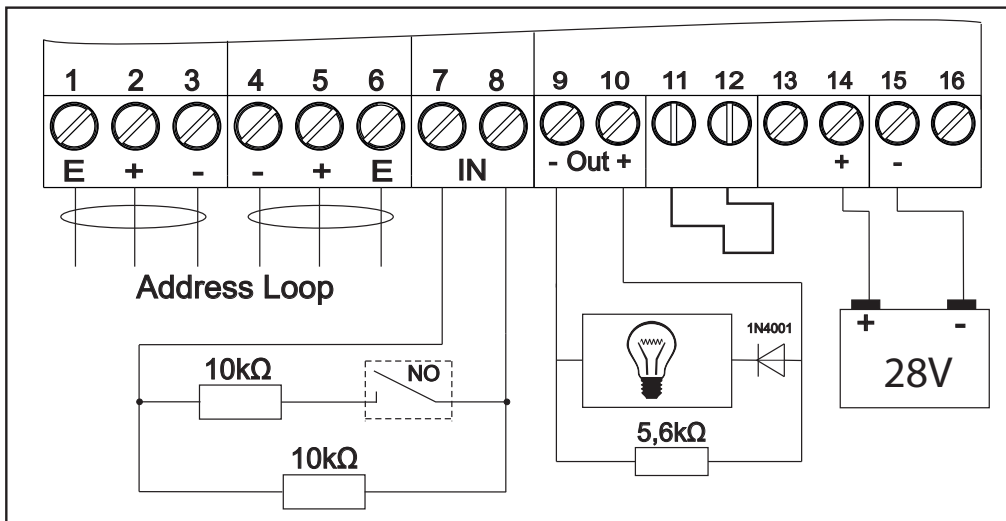 1 2 3 4 5 6 7 8 9 10 11 12 13 14 15 16
E + - - + E IN - Out + + -
Address Loop
1N4001
+ -
10kΩ NO 28V
5,6kΩ
10kΩ